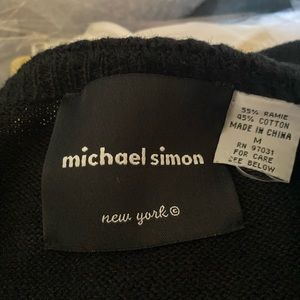 michael simon
new york©
55% RAMIE
45% COTTON
MADE IN CHINA
M
RN 97031
FOR CARE
SEE BELOW